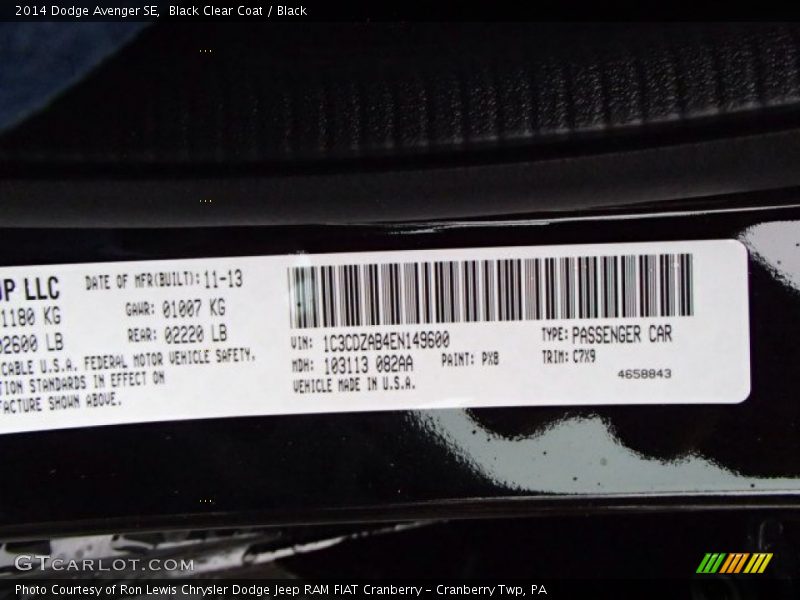 2014 Dodge Avenger SE,  Black Clear Coat / Black
UP LLC
DATE OF MFR(BUILT): 11-13
1180 KG
GAWR: 01007 KG
02600 LB
REAR: 02220 LB
CABLE U.S.A. FEDERAL MOTOR VEHICLE SAFETY,
TION STANDARDS IN EFFECT ON
FACTURE SHOWN ABOVE.
VIN: 1C3CDZAB4EN149600
TYPE: PASSENGER CAR
MDH: 103113 082AA
PAINT: PX8
TRIM: C7X9
VEHICLE MADE IN U.S.A.
4658843
GTCARLOT.COM
Photo Courtesy of Ron Lewis Chrysler Dodge Jeep RAM FIAT Cranberry – Cranberry Twp, PA